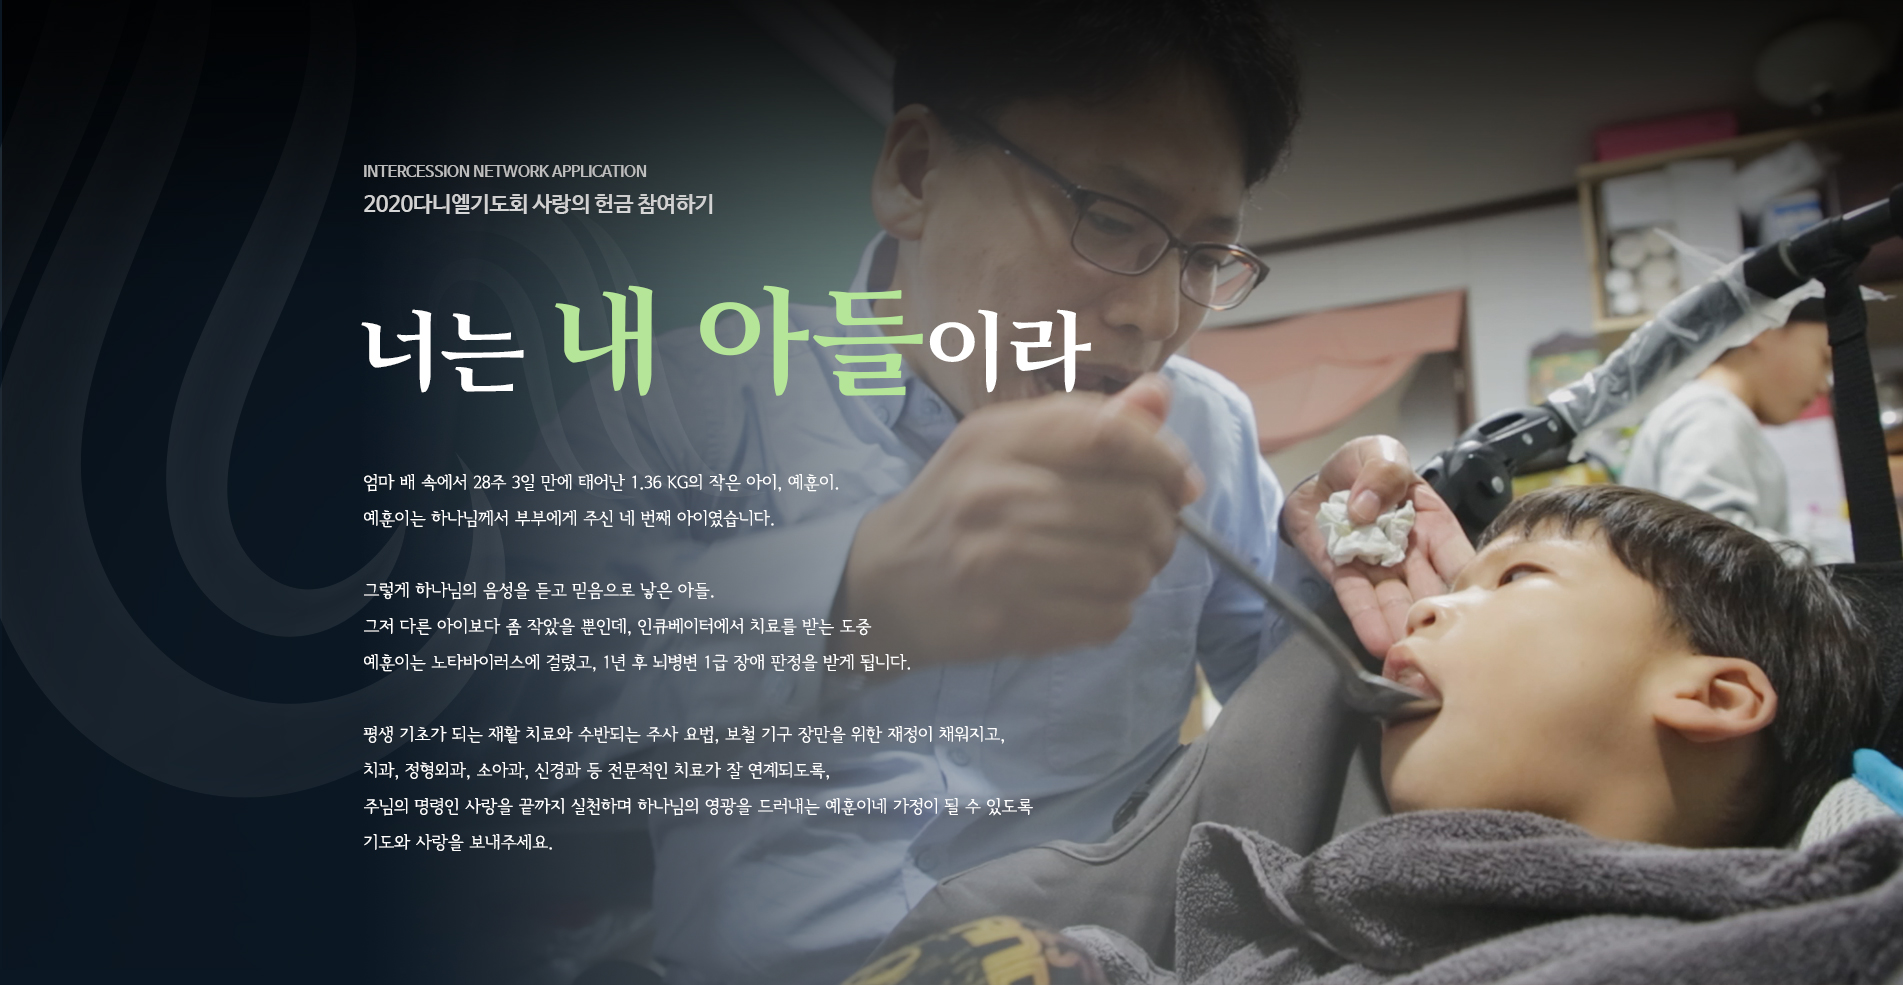 INTERCESSION NETWORK APPLICATION
2020다니엘기도회 사랑의 헌금 참여하기
너는 내 아들이라
엄마 배 속에서 28주 3일 만에 태어난 1.36 KG의 작은 아이, 예훈이.
예훈이는 하나님께서 부부에게 주신 네 번째 아이였습니다.
그렇게 하나님의 음성을 듣고 믿음으로 낳은 아들.
그저 다른 아이보다 좀 작았을 뿐인데, 인큐베이터에서 치료를 받는 도중
예훈이는 노타바이러스에 걸렸고, 1년 후 뇌병변 1급 장애 판정을 받게 됩니다.
평생 기초가 되는 재활 치료와 수반되는 주사 요법, 보철 기구 장만을 위한 재정이 채워지고,
치과, 정형외과, 소아과, 신경과 등 전문적인 치료가 잘 연계되도록,
주님의 명령인 사랑을 끝까지 실천하며 하나님의 영광을 드러내는 예훈이네 가정이 될 수 있도록
기도와 사랑을 보내주세요.